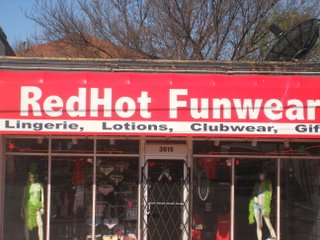 RedHot Funwear
Lingerie, Lotions, Clubwear, Gif
3615